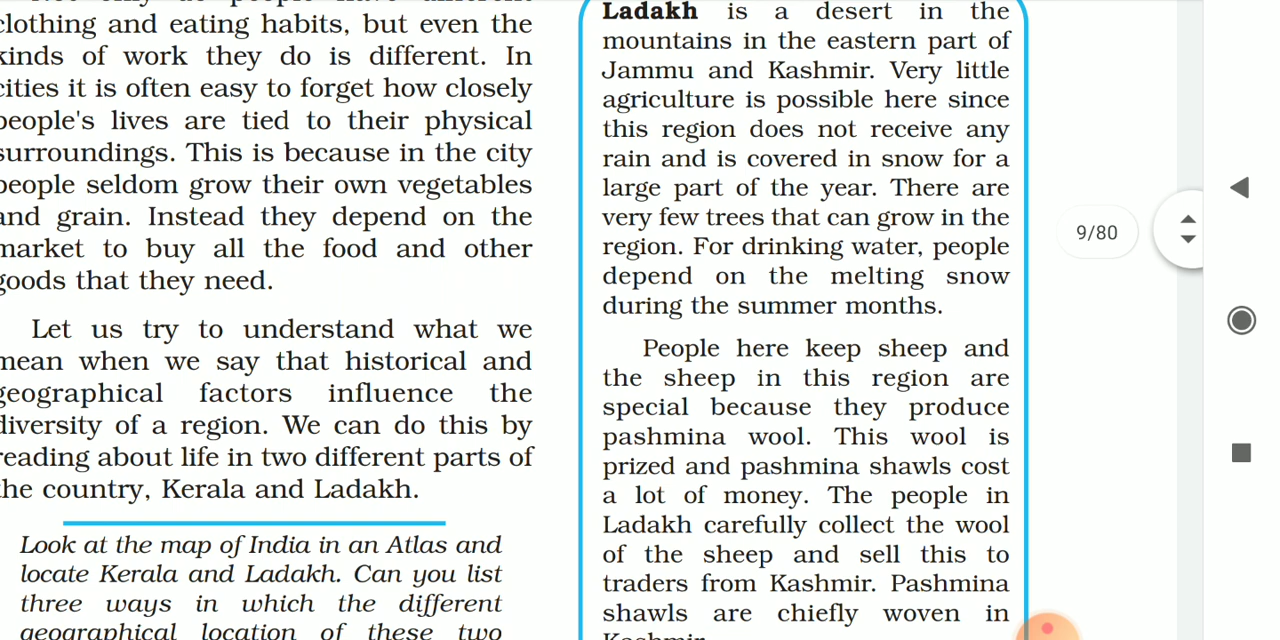 clothing and eating habits, but even the
kinds of work they do is different. In
cities it is often easy to forget how closely
people's lives are tied to their physical
surroundings. This is because in the city
people seldom grow their own vegetables
and grain. Instead they depend on the
market to buy all the food and other
goods that they need.
Let us try to understand what we
mean when we say that historical and
geographical factors influence the
diversity of a region. We can do this by
reading about life in two different parts of
the country, Kerala and Ladakh.
Look at the map of India in an Atlas and
locate Kerala and Ladakh. Can you list
three ways in which the different
geographical location of these two
Ladakh is a desert in the
mountains in the eastern part of
Jammu and Kashmir. Very little
agriculture is possible here since
this region does not receive any
rain and is covered in snow for a
large part of the year. There are
very few trees that can grow in the
region. For drinking water, people
depend on the melting snow
during the summer months.
People here keep sheep and
the sheep in this region are
special because they produce
pashmina wool. This wool is
prized and pashmina shawls cost
a lot of money. The people in
Ladakh carefully collect the wool
of the sheep and sell this to
traders from Kashmir. Pashmina
shawls are chiefly woven in
Kashmir.
9/80